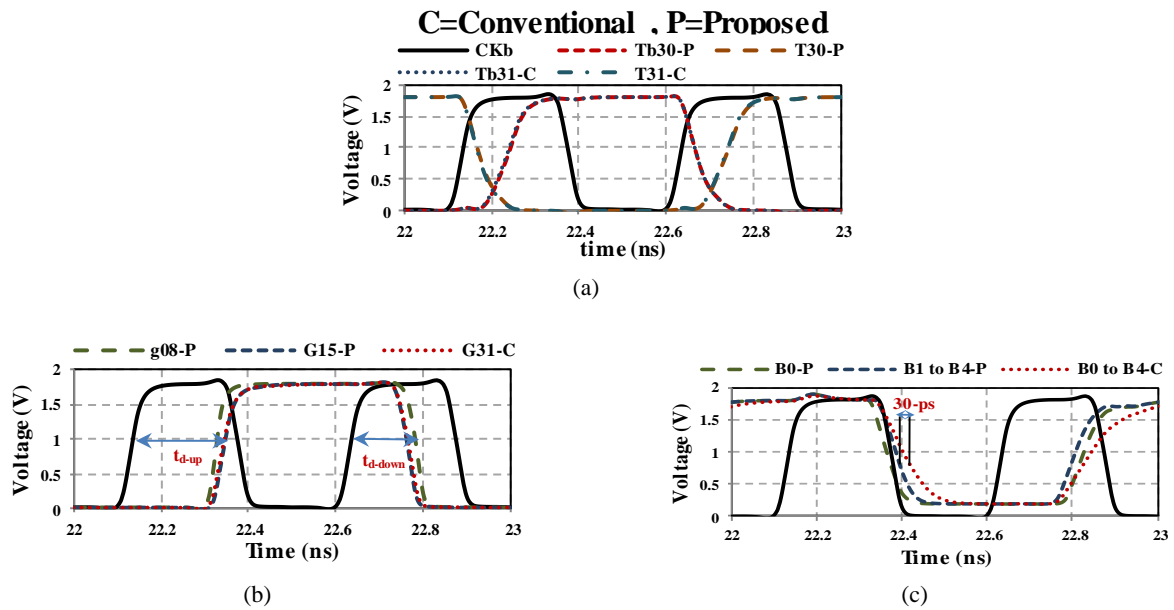 C=Conventional , P=Proposed
CKb Tb30-P T30-P
Tb31-C T31-C
Voltage (V)
2
1.5
1
0.5
0
22 22.2 22.4 22.6 22.8 23
time (ns)
(a)
g08-P G15-P G31-C
Voltage (V)
2
1.5
1
0.5
0
td-up
td-down
22 22.2 22.4 22.6 22.8 23
Time (ns)
(b)
B0-P B1 to B4-P B0 to B4-C
Voltage (V)
2
1.5
1
0.5
0
30-ps
22 22.2 22.4 22.6 22.8 23
Time (ns)
(c)